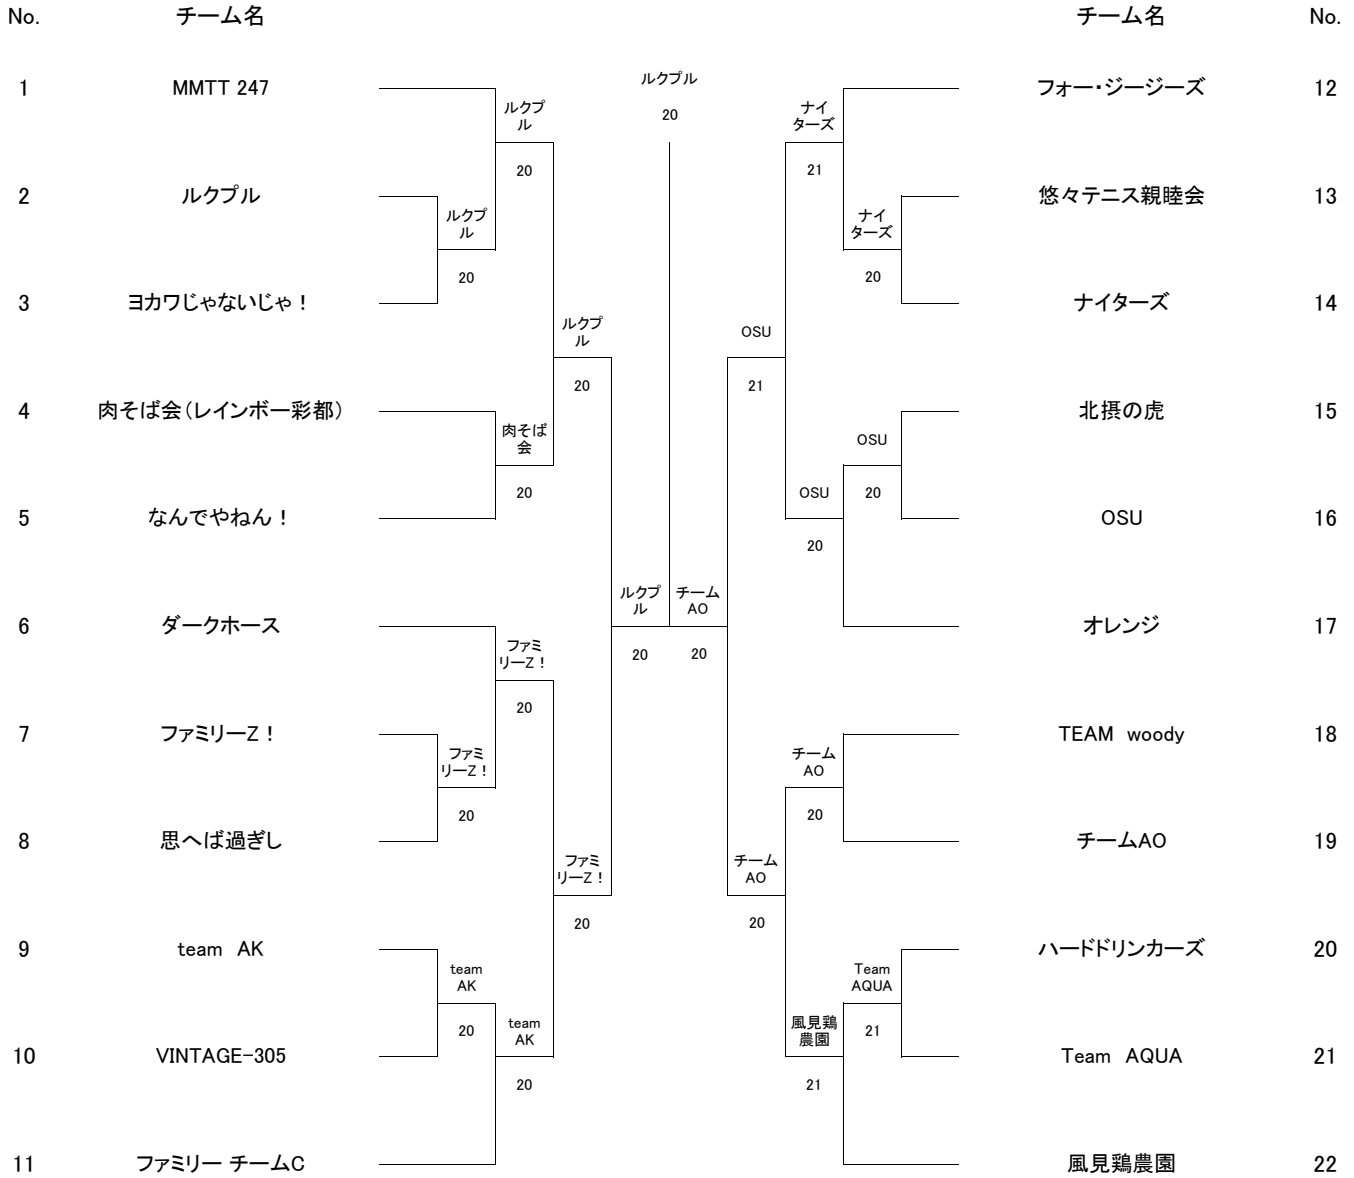 No. チーム名 チーム名 No.
ルクプル
1 MMTT 247 フォー・ジージーズ 12
ルクプ
ル
ナイ
ターズ
20
20 21
2 ルクプル 悠々テニス親睦会 13
ルクプ
ル
ナイ
ターズ
20 20
3 ヨカワじゃないじゃ！ ナイターズ 14
ルクプ
ル
OSU
20 21
4 肉そば会（レインボー彩都） 北摂の虎 15
肉そば
会
OSU
20 OSU 20
5 なんでやねん！ OSU 16
20
ルクプ
ル
チーム
AO
6 ダークホース オレンジ 17
ファミ
リーZ！
20 20
20
7 ファミリーZ！ TEAM woody 18
ファミ
リーZ！
チーム
AO
20 20
8 思へば過ぎし チームAO 19
ファミ
リーZ！
チーム
AO
20 20
9 team AK ハードドリンカーズ 20
team
AK
Team
AQUA
20 team
AK
風見鶏
農園
21
10 VINTAGE-305 Team AQUA 21
20 21
11 ファミリー チームC 風見鶏農園 22